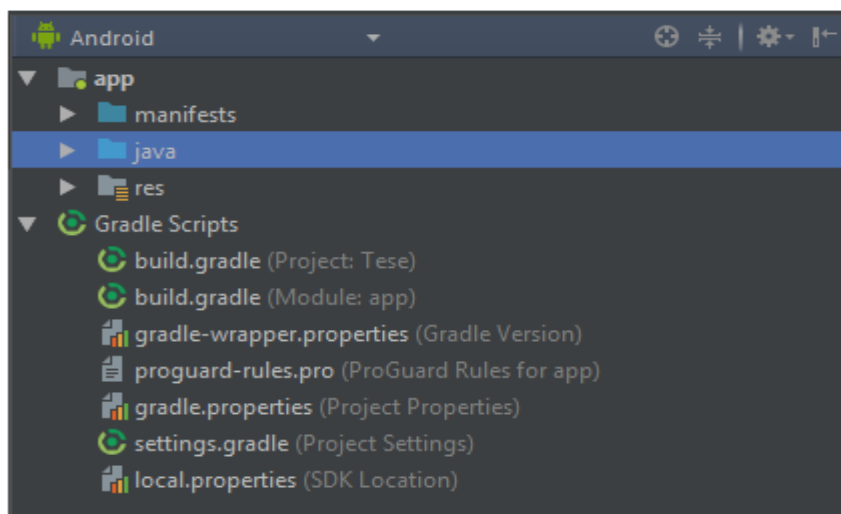 Android
app
manifests
java
res
Gradle Scripts
build.gradle (Project: Tese)
build.gradle (Module: app)
gradle-wrapper.properties (Gradle Version)
proguard-rules.pro (ProGuard Rules for app)
gradle.properties (Project Properties)
settings.gradle (Project Settings)
local.properties (SDK Location)